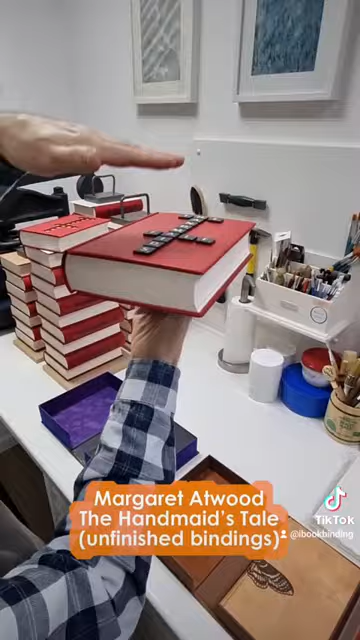 Margaret Atwood
The Handmaid's Tale
(unfinished bindings)
TikTok
@ibookbinding